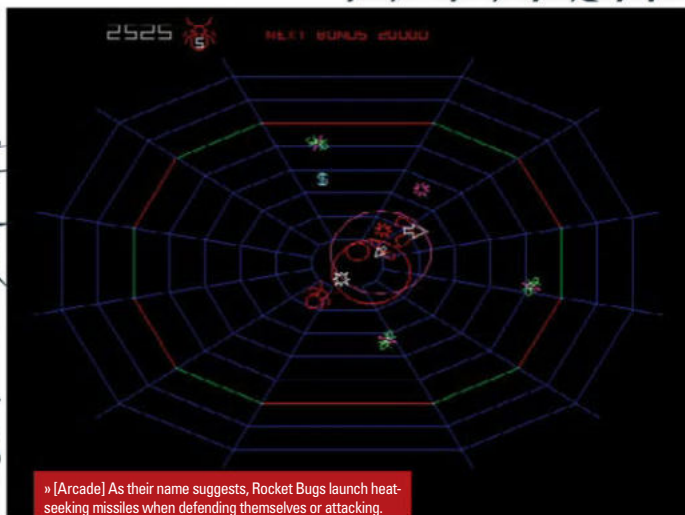 2525
5
NEXT BONUS 20000
» [Arcade] As their name suggests, Rocket Bugs launch heat-
seeking missiles when defending themselves or attacking.